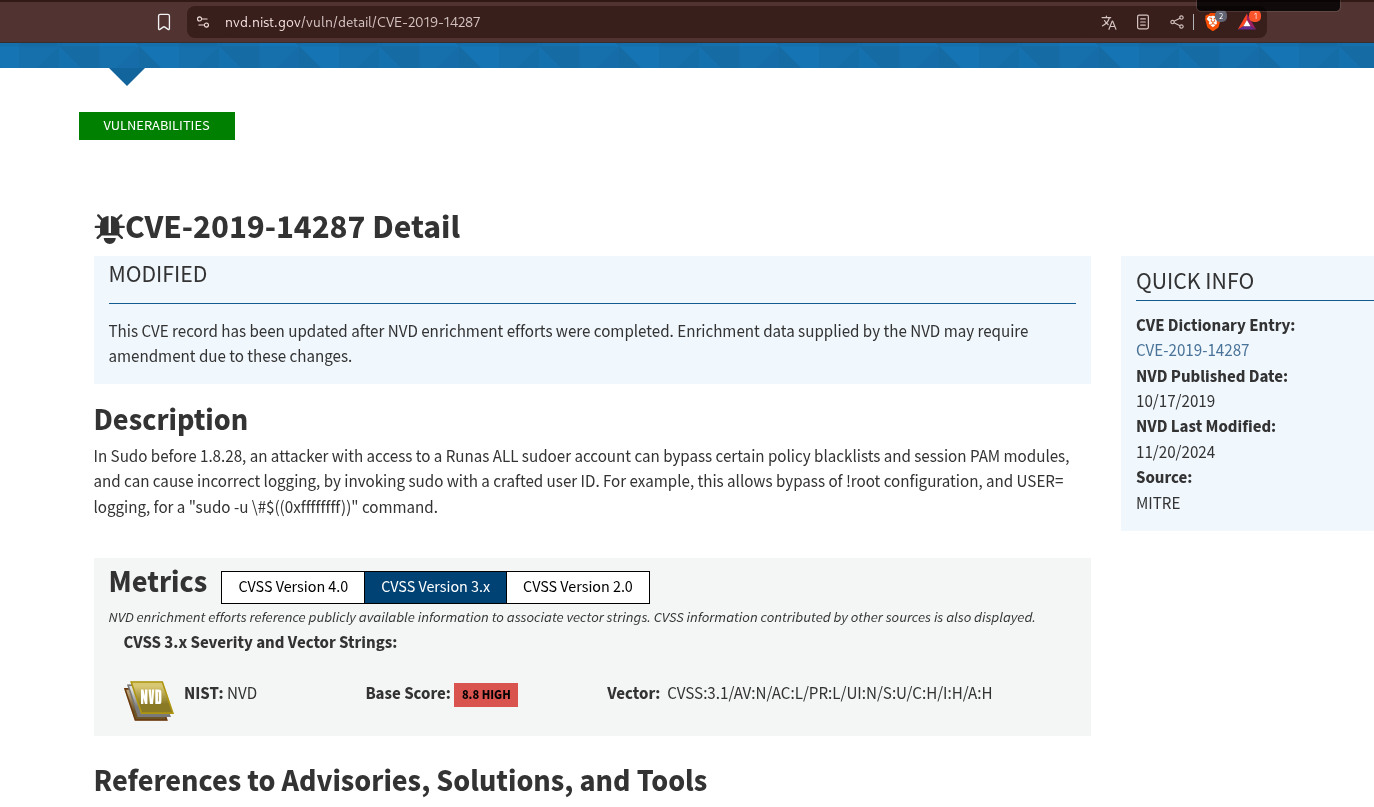 nvd.nist.gov/vuln/detail/CVE-2019-14287
2
1
VULNERABILITIES
CVE-2019-14287 Detail
MODIFIED
This CVE record has been updated after NVD enrichment efforts were completed. Enrichment data supplied by the NVD may require
amendment due to these changes.
Description
In Sudo before 1.8.28, an attacker with access to a Runas ALL sudoer account can bypass certain policy blacklists and session PAM modules,
and can cause incorrect logging, by invoking sudo with a crafted user ID. For example, this allows bypass of !root configuration, and USER=
logging, for a "sudo -u \#$((0xffffffff))" command.
Metrics
CVSS Version 4.0
CVSS Version 3.x
CVSS Version 2.0
NVD enrichment efforts reference publicly available information to associate vector strings. CVSS information contributed by other sources is also displayed.
CVSS 3.x Severity and Vector Strings:
NVD
NIST: NVD
Base Score: 8.8 HIGH
Vector: CVSS:3.1/AV:N/AC:L/PR:L/UI:N/S:U/C:H/I:H/A:H
References to Advisories, Solutions, and Tools
QUICK INFO
CVE Dictionary Entry:
CVE-2019-14287
NVD Published Date:
10/17/2019
NVD Last Modified:
11/20/2024
Source:
MITRE